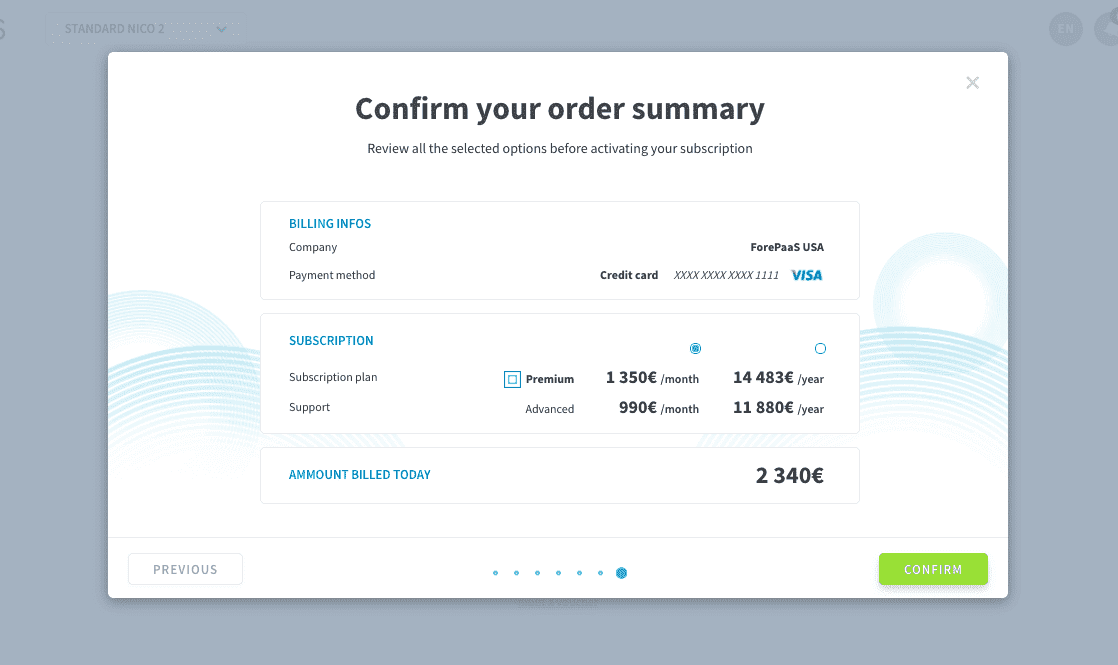 STANDARD NICO 2
EN
Confirm your order summary
Review all the selected options before activating your subscription
BILLING INFOS
Company ForePaaS USA
Payment method Credit card XXXX XXXX XXXX 1111 VISA
SUBSCRIPTION
Subscription plan Premium 1 350€ /month 14 483€ /year
Support Advanced 990€ /month 11 880€ /year
AMMOUNT BILLED TODAY 2 340€
PREVIOUS CONFIRM